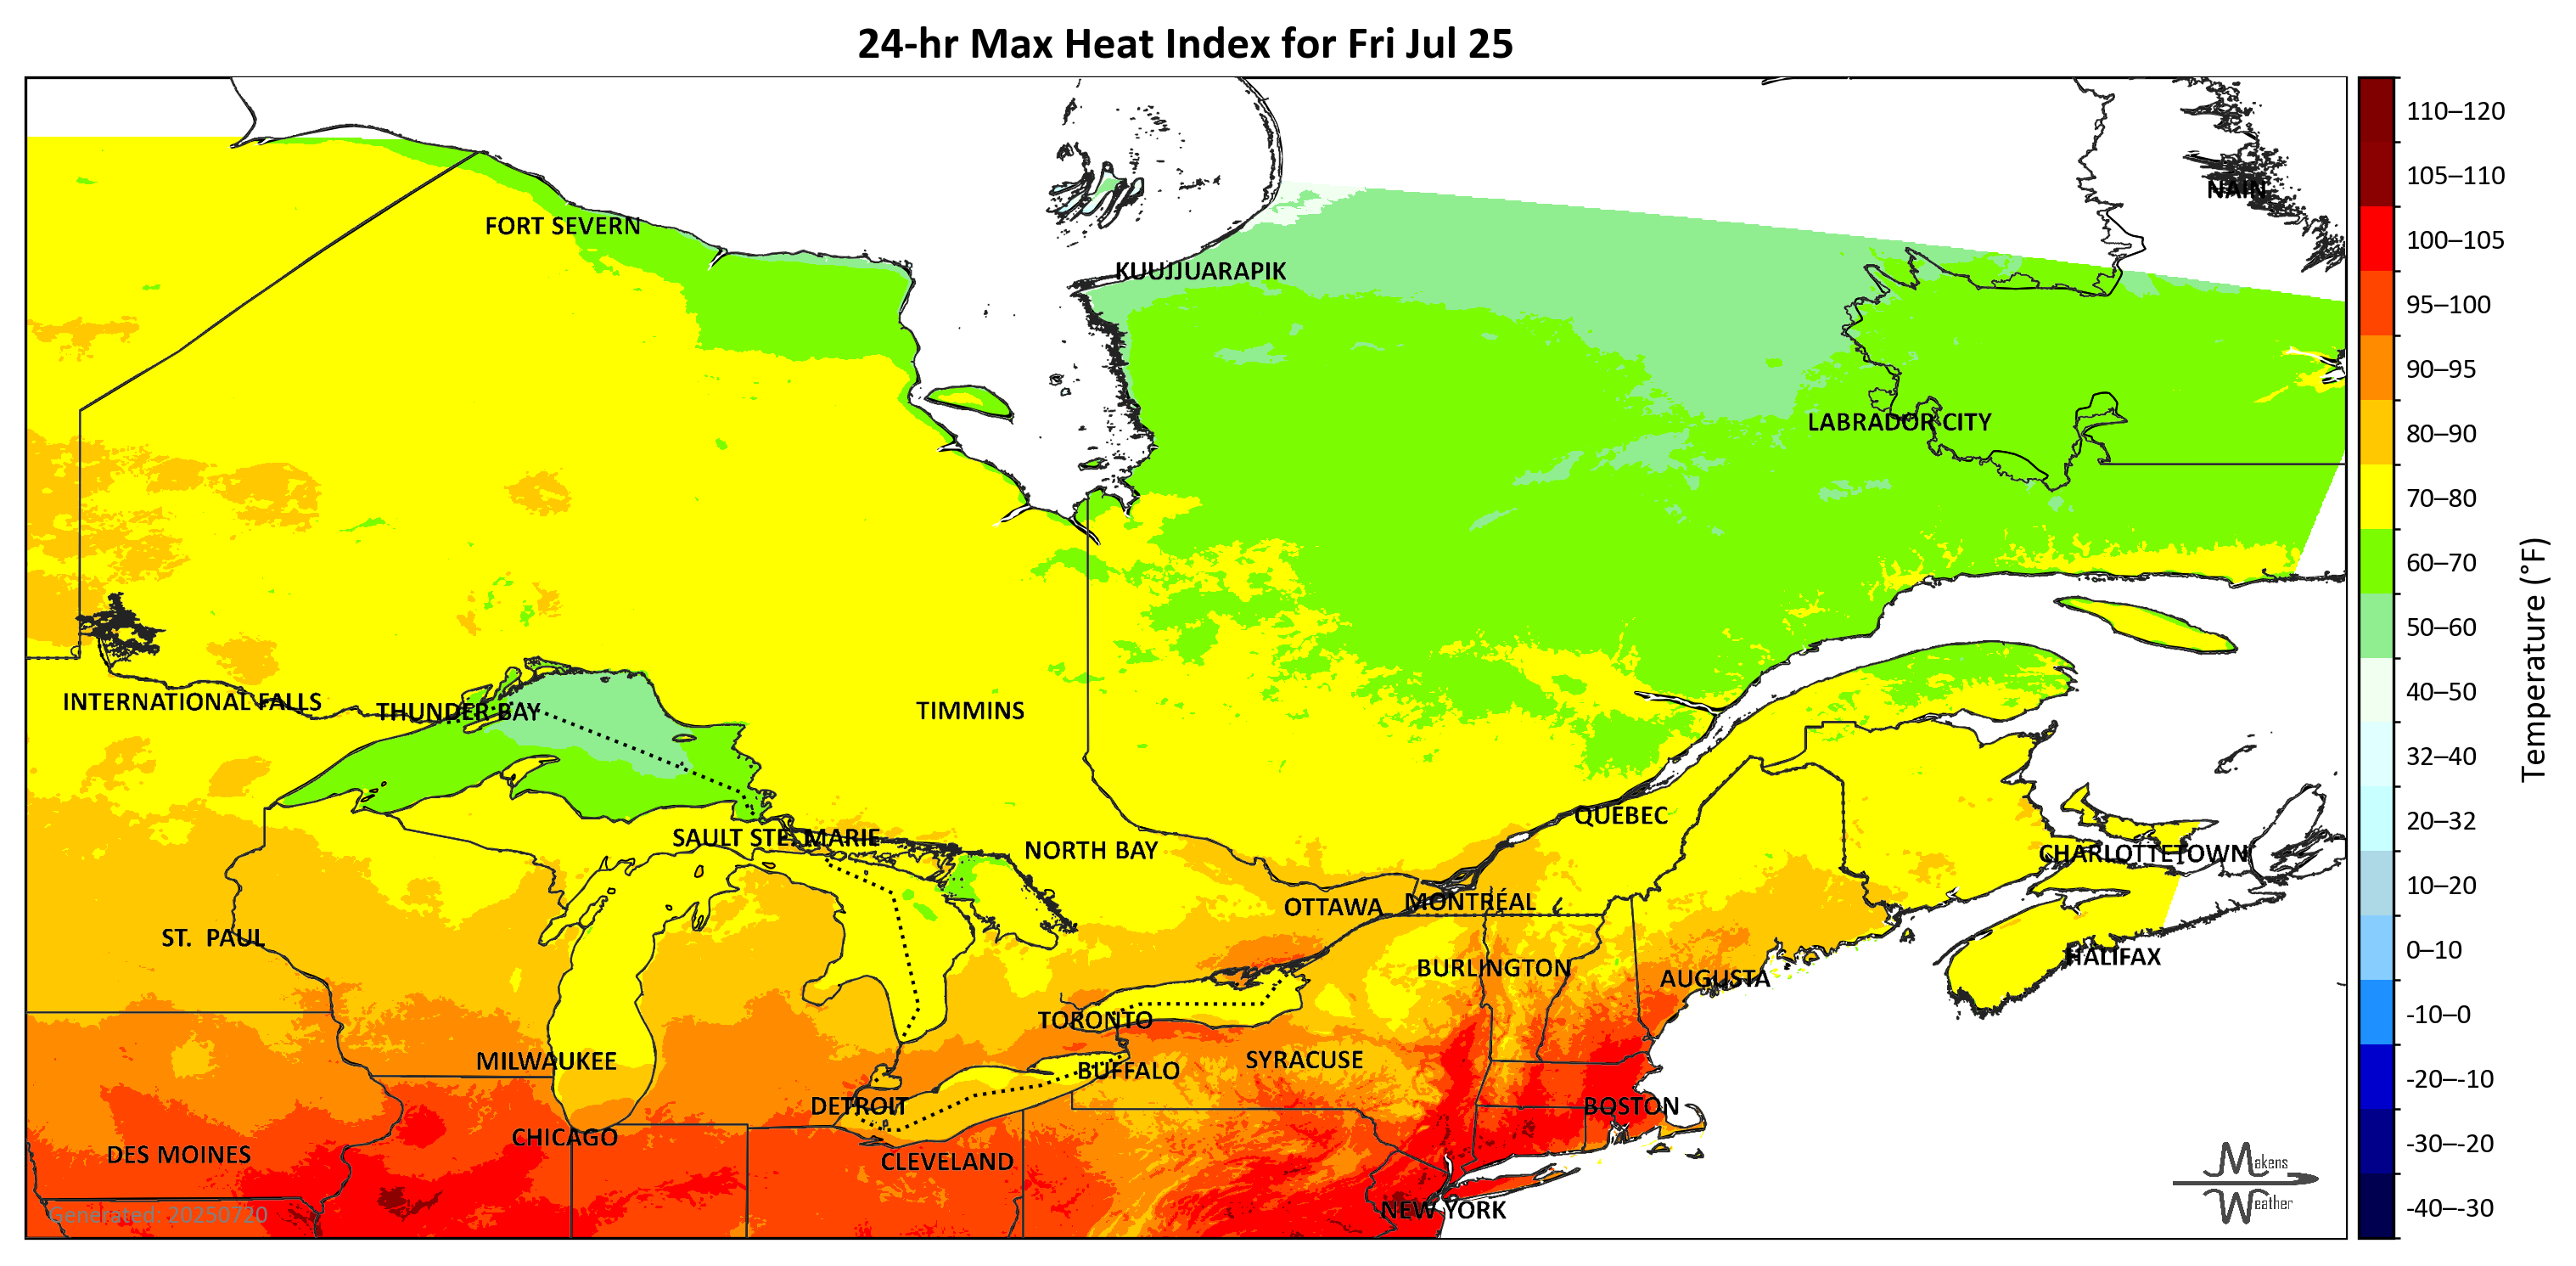 24-hr Max Heat Index for Fri Jul 25
NAIN
FORT SEVERN
KUUJJUARAPIK
LABRADOR CITY
INTERNATIONAL FALLS
THUNDER BAY
TIMMINS
QUEBEC
SAULT STE. MARIE
NORTH BAY
CHARLOTTETOWN
OTTAWA
MONTRÉAL
ST. PAUL
HALIFAX
BURLINGTON
AUGUSTA
TORONTO
MILWAUKEE
SYRACUSE
BUFFALO
DETROIT
BOSTON
CHICAGO
DES MOINES
CLEVELAND
NEW YORK
Generated: 20250720
Makens
Weather
110–120
105–110
100–105
95–100
90–95
80–90
70–80
60–70
50–60
40–50
32–40
20–32
10–20
0–10
-10–0
-20–-10
-30–-20
-40–-30
Temperature (°F)